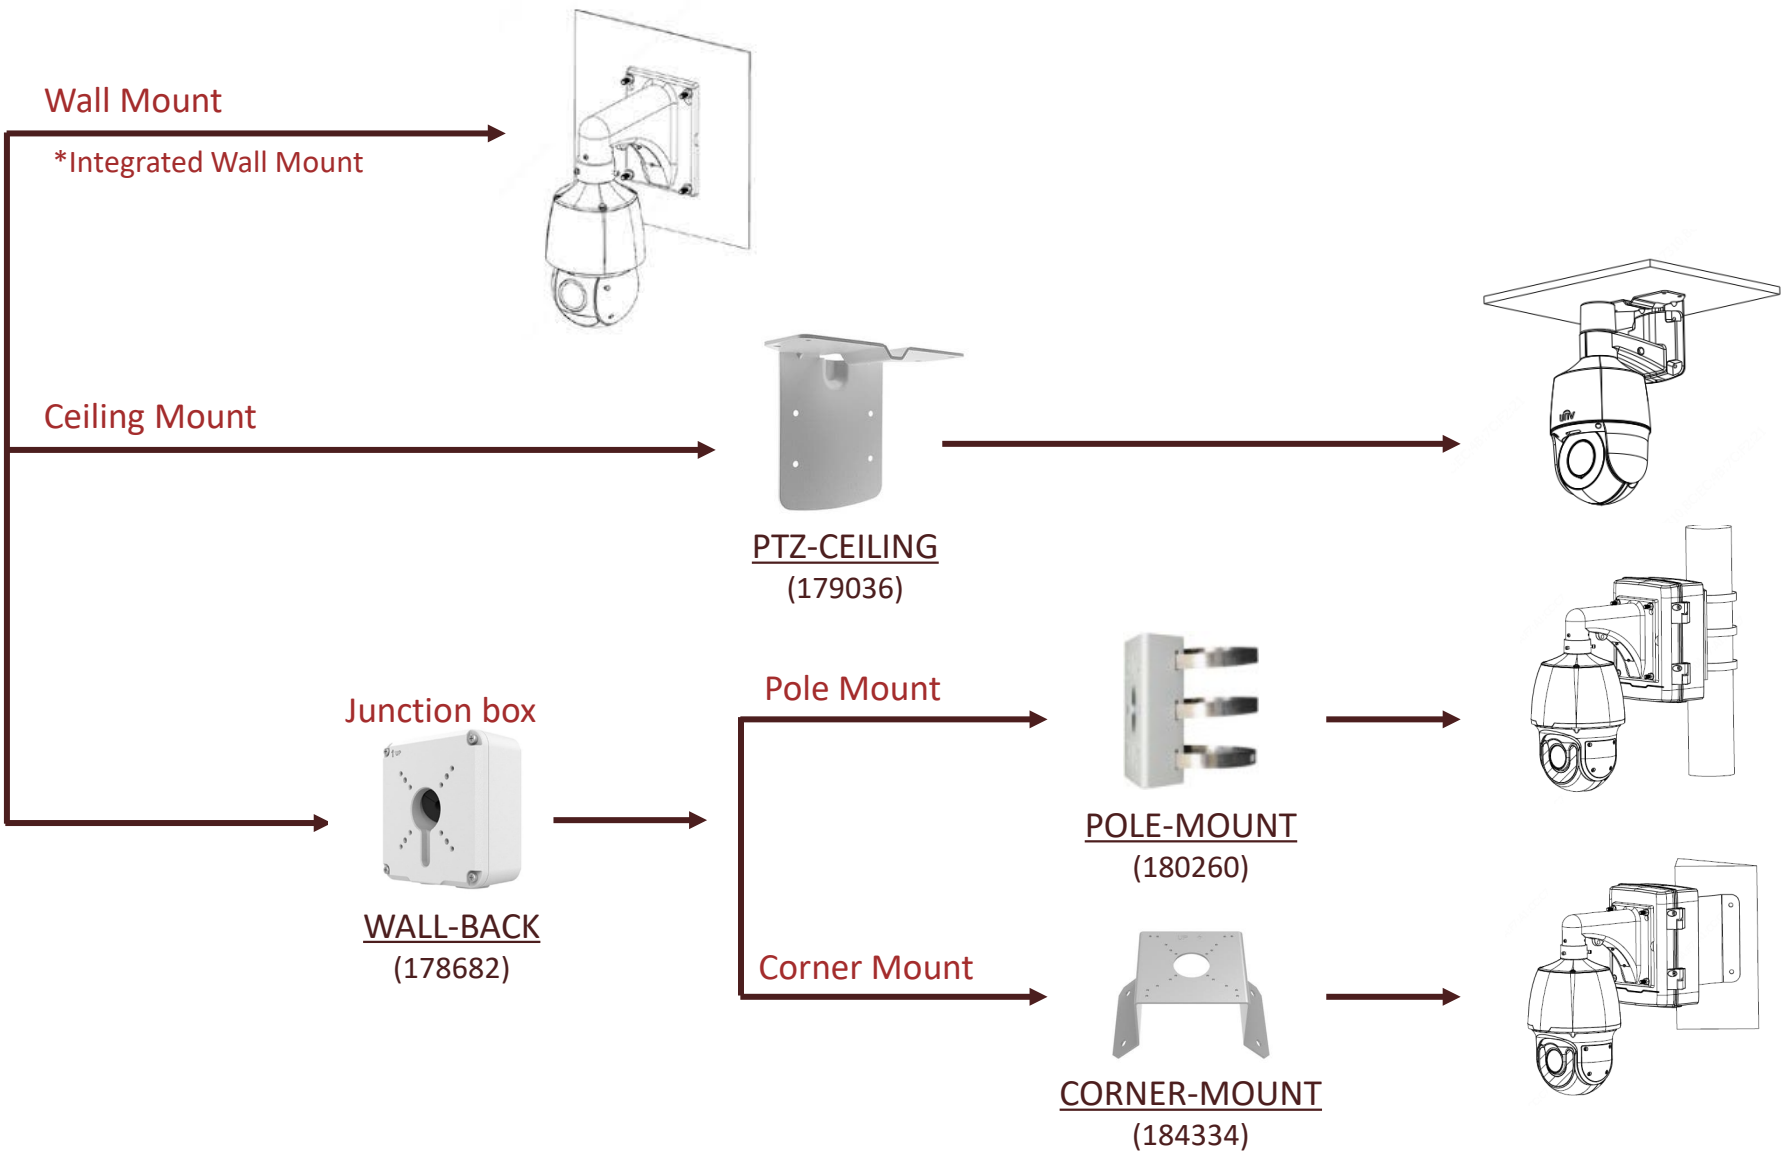 Wall Mount
*Integrated Wall Mount
Ceiling Mount
unv
PTZ-CEILING
(179036)
Junction box
Pole Mount
POLE-MOUNT
(180260)
WALL-BACK
(178682)
Corner Mount
CORNER-MOUNT
(184334)